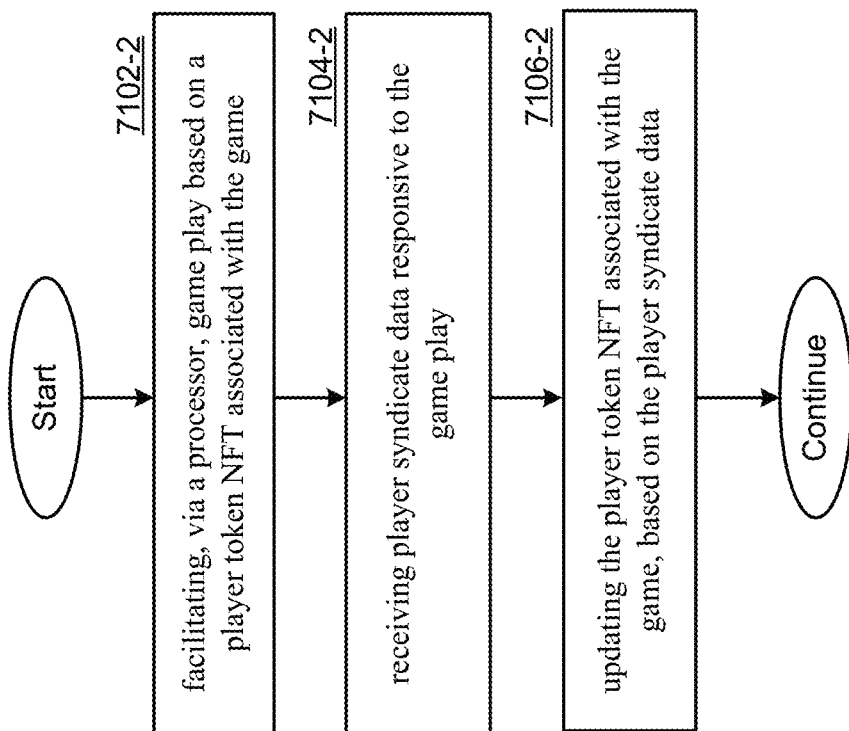 Start
7102-2
facilitating, via a processor, game play based on a
player token NFT associated with the game
7104-2
receiving player syndicate data responsive to the
game play
7106-2
updating the player token NFT associated with the
game, based on the player syndicate data
Continue